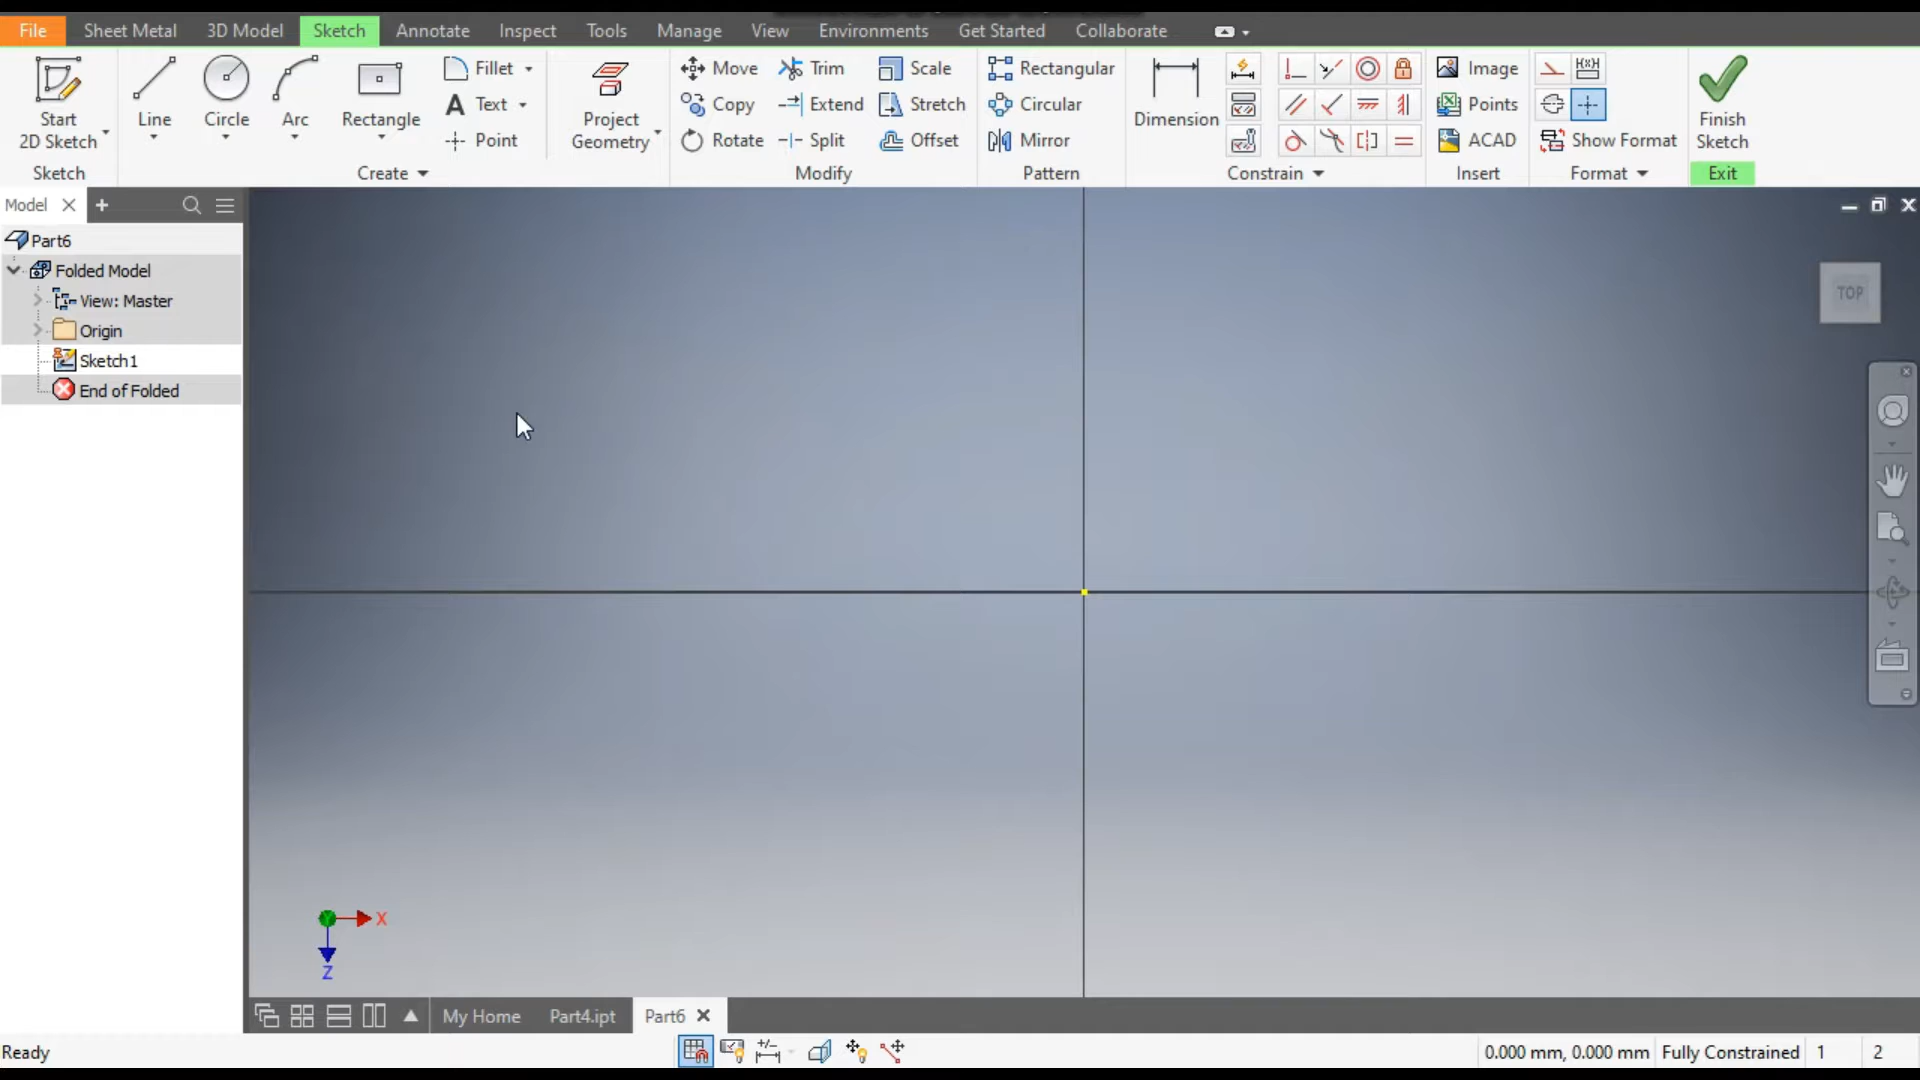 File Sheet Metal 3D Model Sketch Annotate Inspect Tools Manage View Environments Get Started Collaborate
Start
2D Sketch
Line
Circle
Arc
Rectangle
Fillet
Text
Point
Project
Geometry
Move
Copy
Rotate
Trim
Extend
Split
Scale
Stretch
Offset
Rectangular
Circular
Mirror
Dimension
Image
Points
ACAD
Show Format
Finish
Sketch
Sketch Create Modify Pattern Constrain Insert Format Exit
Model
Part6
Folded Model
View: Master
Origin
Sketch1
End of Folded
TOP
X
Z
My Home Part4.ipt Part6
Ready
0.000 mm, 0.000 mm Fully Constrained 1 2